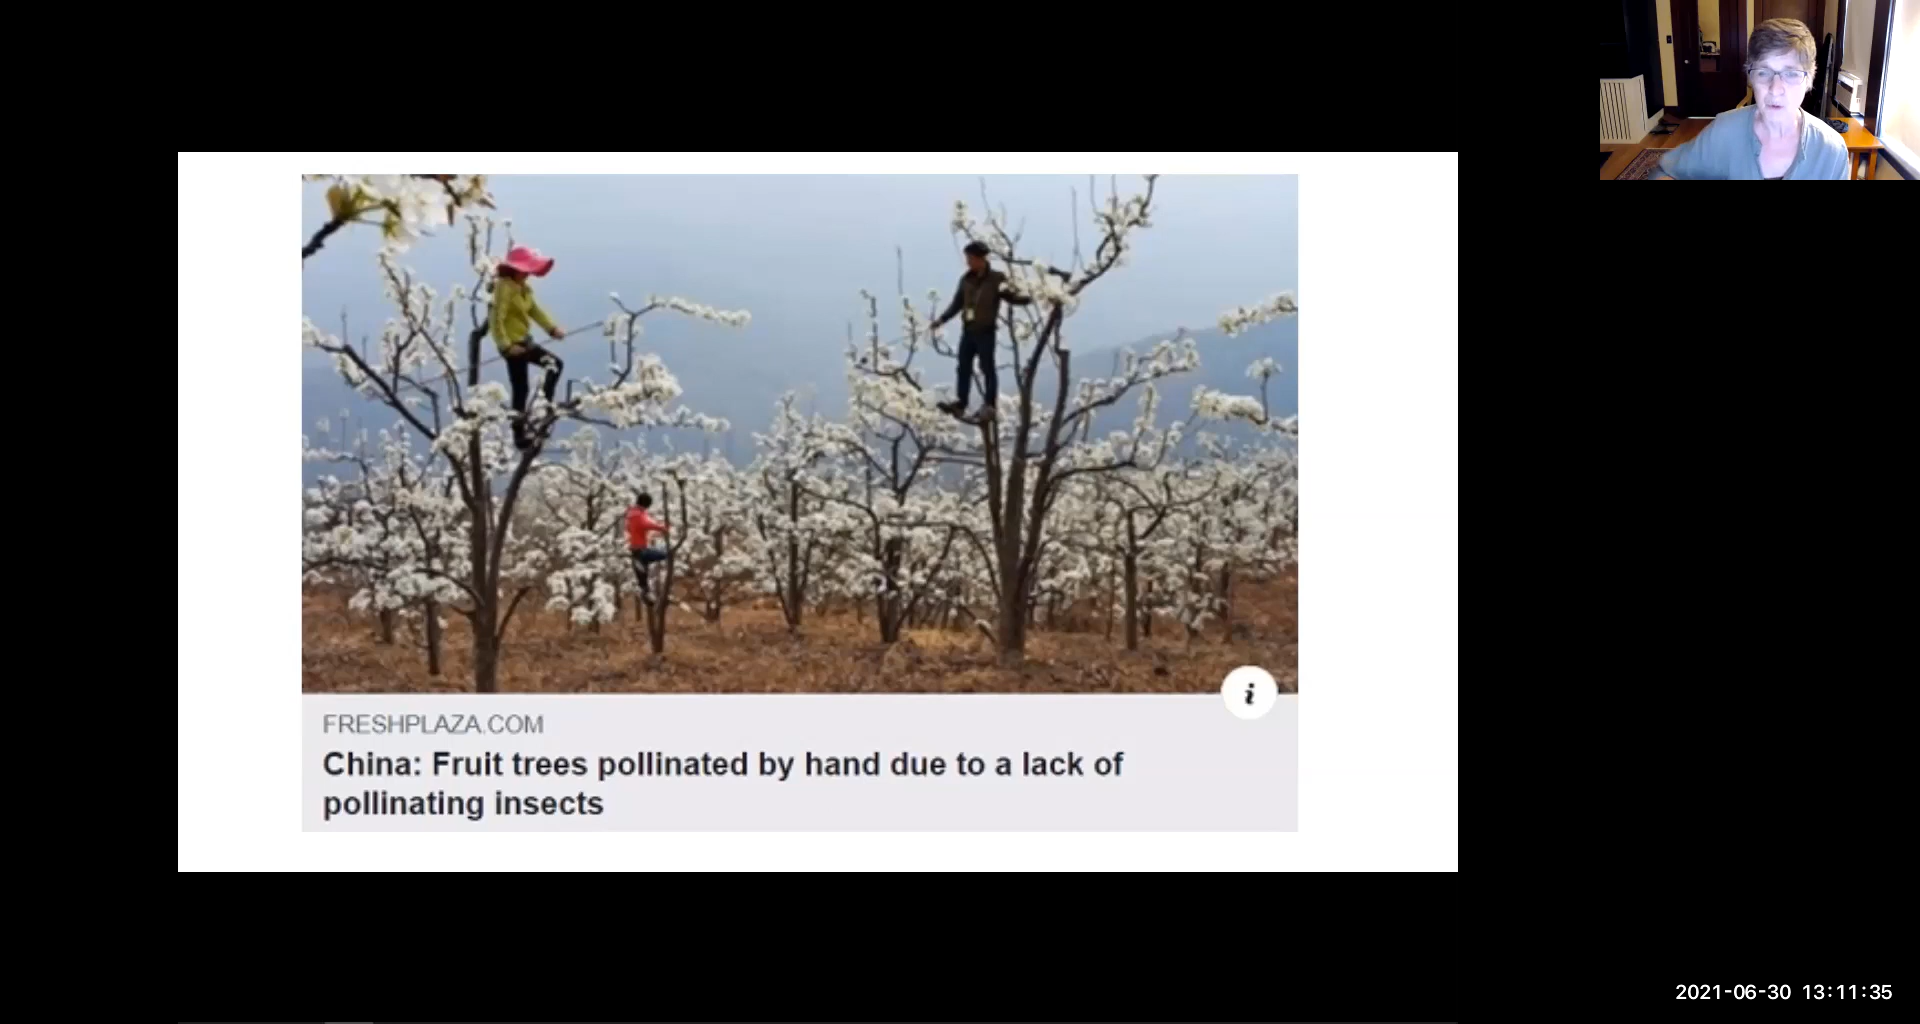 FRESHPLAZA.COM
i
China: Fruit trees pollinated by hand due to a lack of
pollinating insects
2021-06-30 13:11:35